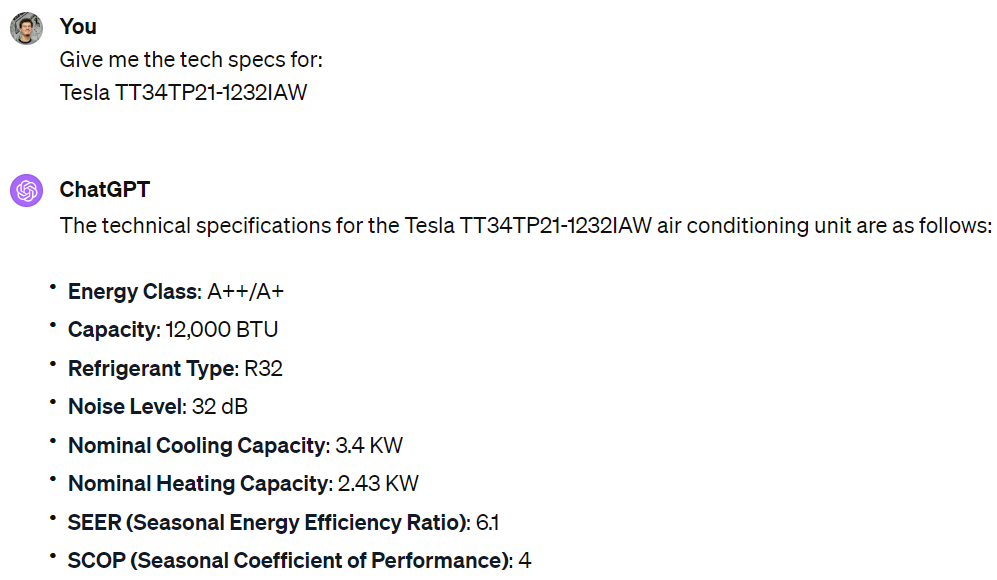 You
Give me the tech specs for:
Tesla TT34TP21-1232IAW
ChatGPT
The technical specifications for the Tesla TT34TP21-1232IAW air conditioning unit are as follows:
• Energy Class: A++/A+
• Capacity: 12,000 BTU
• Refrigerant Type: R32
• Noise Level: 32 dB
• Nominal Cooling Capacity: 3.4 KW
• Nominal Heating Capacity: 2.43 KW
• SEER (Seasonal Energy Efficiency Ratio): 6.1
• SCOP (Seasonal Coefficient of Performance): 4